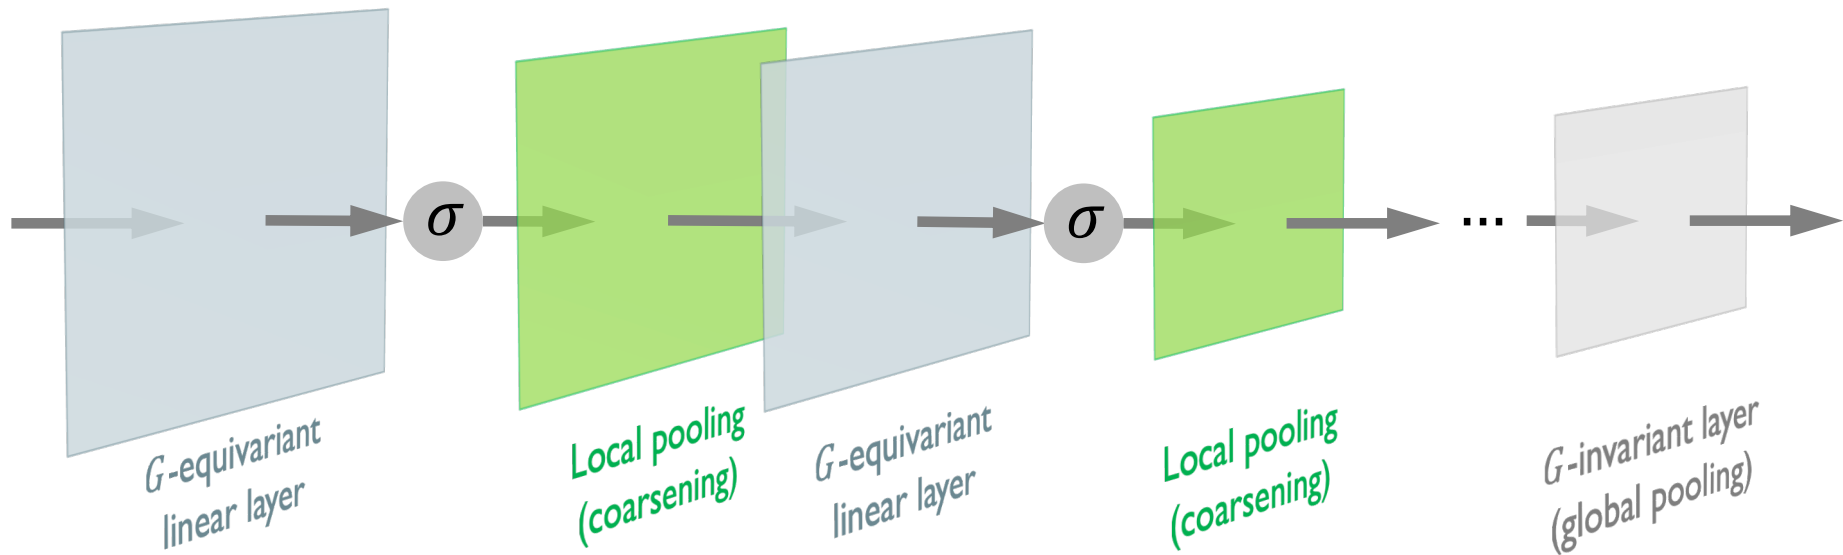 σ
σ
...
G-equivariant
linear layer
Local pooling
(coarsening)
G-equivariant
linear layer
Local pooling
(coarsening)
G-invariant layer
(global pooling)